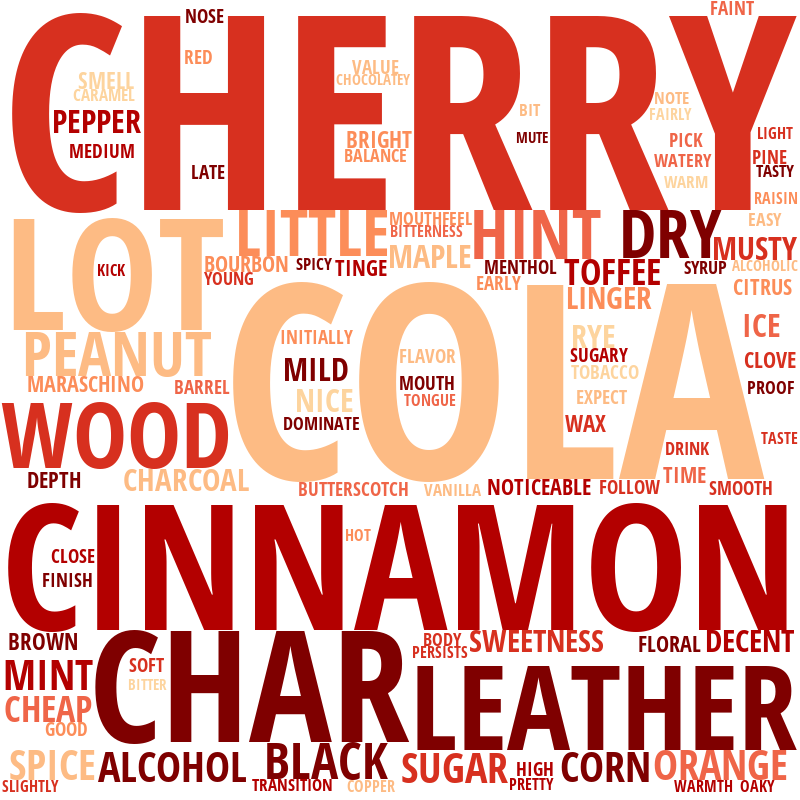 CHERRY
NOSE
FAINT
RED
SMELL
CARAMEL
VALUE
CHOCOLATEY
NOTE
FAIRLY
BIT
PEPPER
MEDIUM
BRIGHT
BALANCE
MUTE
PICK
LIGHT
WATERY
PINE
LATE
WARM
TASTY
RAISIN
LOT
LITTLE
MOUTHFEEL
BITTERNESS
HINT
DRY
EASY
MUSTY
KICK
BOURBON
YOUNG
SPICY
TINGE
MAPLE
MENTHOL
TOFFEE
SYRUP
ALCOHOLIC
EARLY
LINGER
CITRUS
COLA
PEANUT
INITIALLY
RYE
ICE
MILD
FLAVOR
SUGARY
CLOVE
MARASCHINO
BARREL
MOUTH
TOBACCO
PROOF
NICE
TONGUE
EXPECT
WOOD
DOMINATE
WAX
TASTE
DRINK
DEPTH
CHARCOAL
BUTTERSCOTCH
VANILLA
NOTICEABLE
FOLLOW
TIME
SMOOTH
CINNAMON
HOT
CLOSE
FINISH
BROWN
CHAR
BODY
PERSISTS
SWEETNESS
FLORAL
DECENT
MINT
SOFT
BITTER
LEATHER
CHEAP
GOOD
SPICE
ALCOHOL
BLACK
SUGAR
HIGH
CORN
ORANGE
SLIGHTLY
TRANSITION
COPPER
PRETTY
WARMTH
OAKY